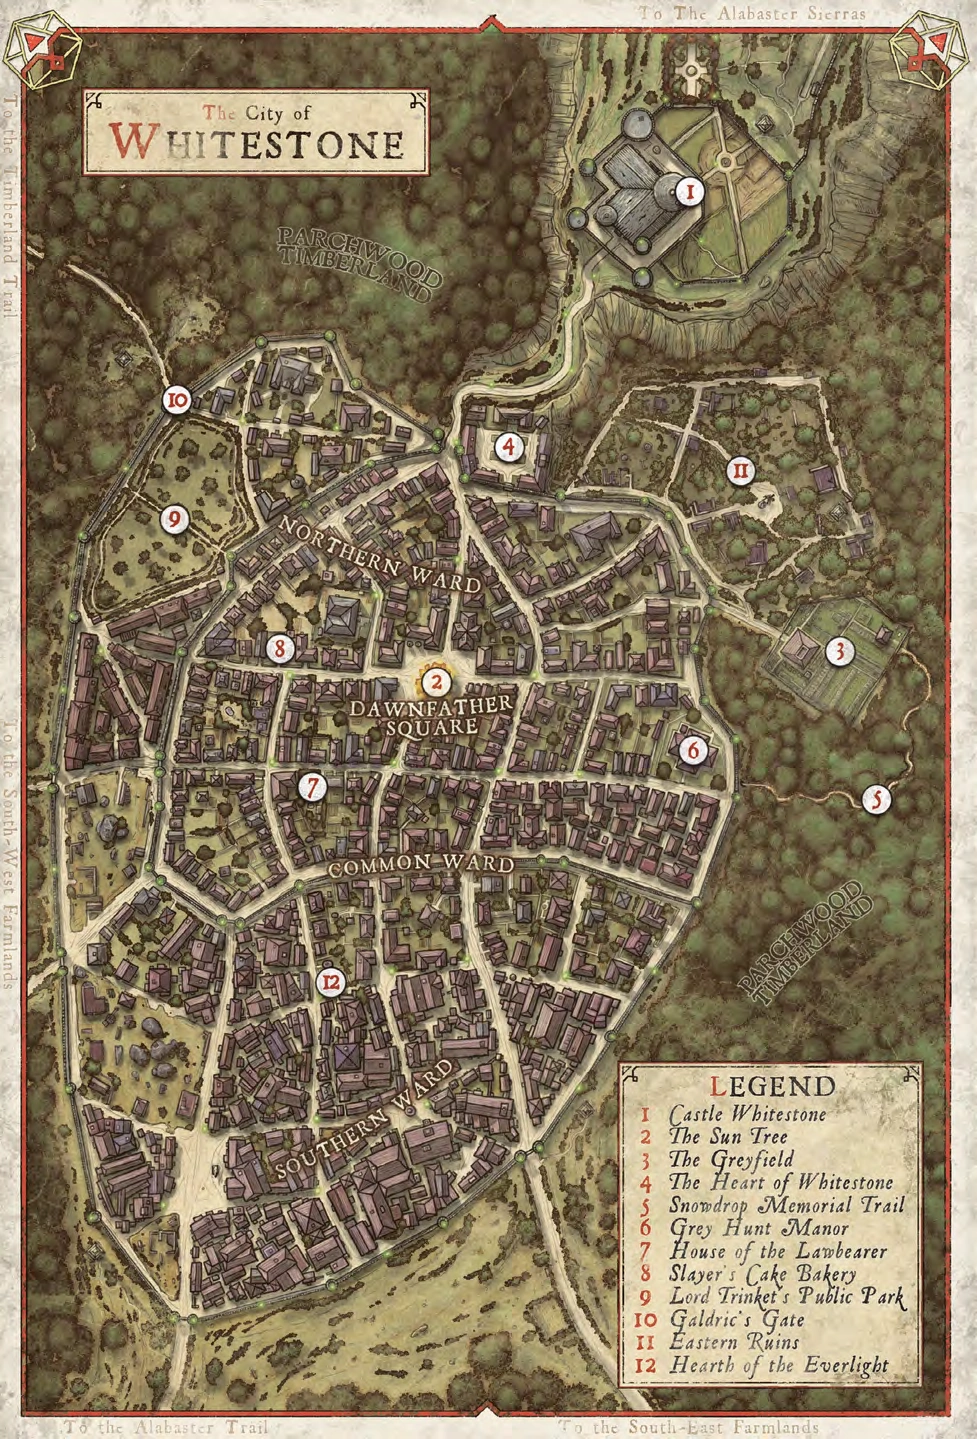 To The Alabaster Sierras
The City of
WHITESTONE
To the Timberland Trail
PARCHWOOD
TIMBERLAND
1
10
4
11
9
NORTHERN WARD
8
3
2
DAWNFATHER
SQUARE
6
7
5
To the South-West Farmlands
COMMON WARD
PARCHWOOD
TIMBERLAND
12
SOUTHERN WARD
LEGEND
1 Castle Whitestone
2 The Sun Tree
3 The Greyfield
4 The Heart of Whitestone
5 Snowdrop Memorial Trail
6 Grey Hunt Manor
7 House of the Lawbearer
8 Slayer's Cake Bakery
9 Lord Trinket's Public Park
10 Galdric's Gate
11 Eastern Ruins
12 Hearth of the Everlight
To the Alabaster Trail
To the South-East Farmlands